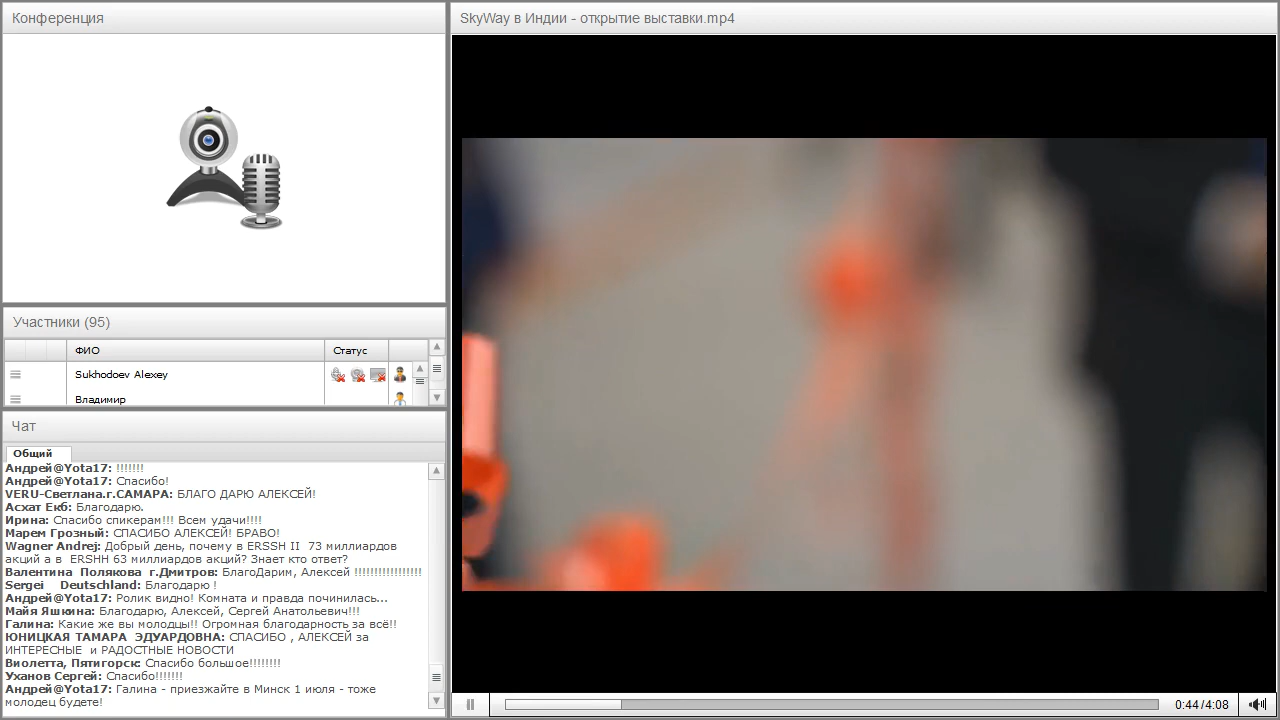 Конференция
SkyWay в Индии - открытие выставки.mp4
Участники (95)
ФИО
Статус
Sukhodoev Alexey
Владимир
Чат
Общий
Андрей@Yota17: !!!!!!!
Андрей@Yota17: Спасибо!
VERU-Светлана.г.САМАРА: БЛАГО ДАРЮ АЛЕКСЕЙ!
Асхат Екб: Благодарю.
Ирина: Спасибо спикерам!!! Всем удачи!!!!
Марем Грозный: СПАСИБО АЛЕКСЕЙ! БРАВО!
Wagner Andrej: Добрый день, почему в ERSSH II  73 миллиардов
акций а в  ERSHH 63 миллиардов акций? Знает кто ответ?
Валентина  Полякова  г.Дмитров: БлагоДарим, Алексей !!!!!!!!!!!!!!!!!
Sergei    Deutschland: Благодарю !
Андрей@Yota17: Ролик видно! Комната и правда починилась...
Майя Яшкина: Благодарю, Алексей, Сергей Анатольевич!!!
Галина: Какие же вы молодцы!! Огромная благодарность за всё!!
ЮНИЦКАЯ ТАМАРА  ЭДУАРДОВНА: СПАСИБО , АЛЕКСЕЙ за
ИНТЕРЕСНЫЕ  и РАДОСТНЫЕ НОВОСТИ
Виолетта, Пятигорск: Спасибо большое!!!!!!!!
Уханов Сергей: Спасибо!!!!!!!
Андрей@Yota17: Галина - приезжайте в Минск 1 июля - тоже
молодец будете!
0:44/4:08